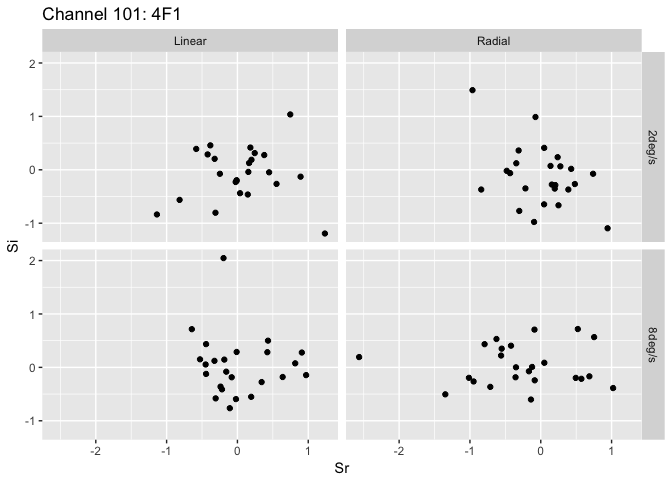 Channel 101: 4F1
Linear Radial
2
1
0
-1
2deg/s
Si
2
1
0
-1
8deg/s
-2 -1 0 1 -2 -1 0 1
Sr